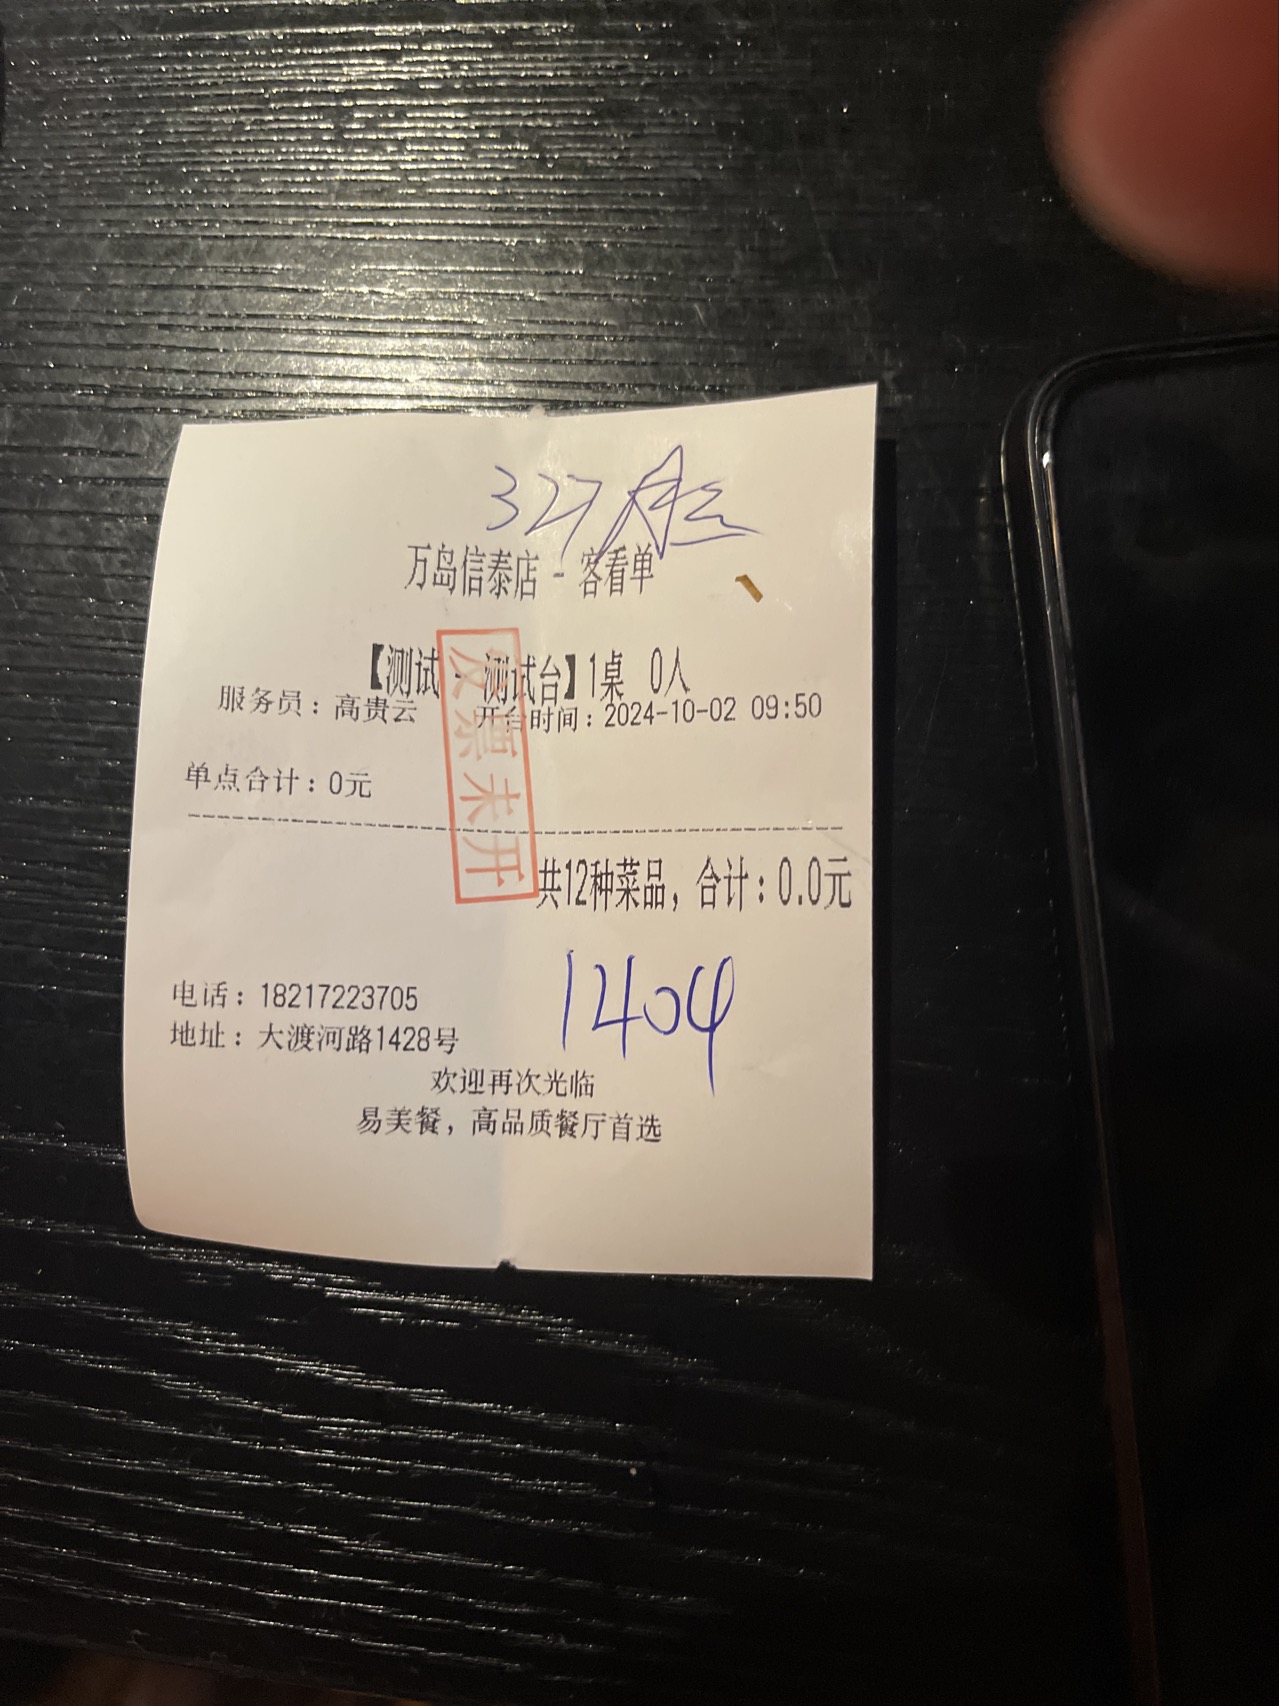 327
万岛信泰店 - 客看单
【测试 - 测试台】1桌 0人
服务员：高贵云 开台时间：2024-10-02 09:50
发票未开
单点合计：0元
共12种菜品，合计：0.0元
1404
电话：18217223705
地址：大渡河路1428号
欢迎再次光临
易美餐，高品质餐厅首选